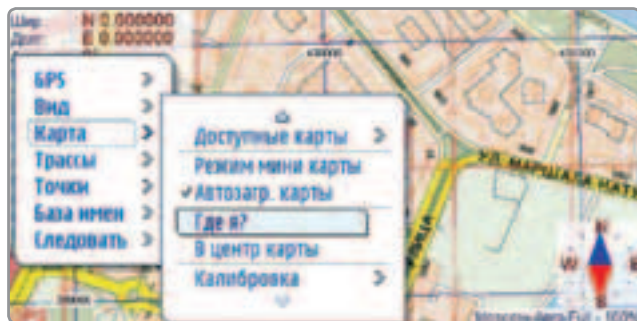 Шир: N 0.000000
Долг: E 0.000000
GPS
Вид
Карта
Трассы
Точки
База имен
Следовать
Доступные карты
Режим мини карты
Автозагр. карты
Где я?
В центр карты
Калибровка
УЛ. МАРШАЛА
УЛИЦА
N
W
S